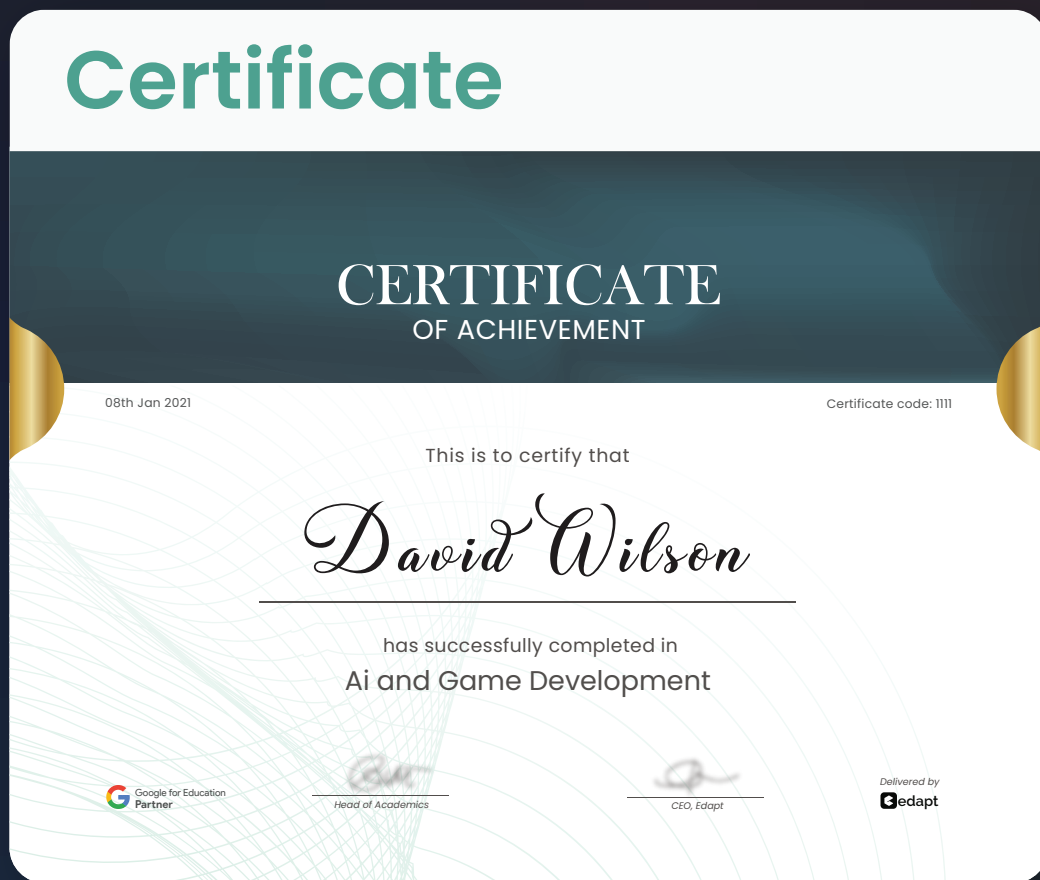 Certificate
CERTIFICATE
OF ACHIEVEMENT
08th Jan 2021
Certificate code: 1111
This is to certify that
David Wilson
has successfully completed in
Ai and Game Development
Google for Education
Partner
Head of Academics
CEO, Edapt
Delivered by
edapt